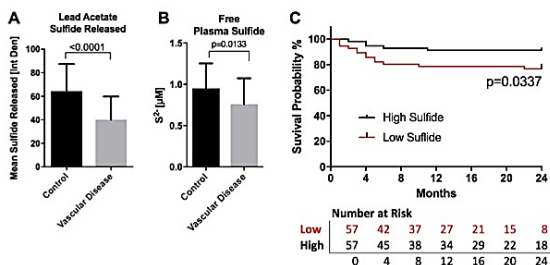 A
Lead Acetate
Sulfide Released
<0.0001
Mean Sulfide Released [Int Den]
100
80
60
40
20
0
Control
Vascular Disease
B
Free
Plasma Sulfide
p=0.0133
S²⁻ [µM]
1.5
1.0
0.5
0.0
Control
Vascular Disease
C
Suvival Probability %
100
80
60
40
20
0
p=0.0337
High Sulfide
Low Suflide
0 4 8 12 16 20 24
Months
Number at Risk
Low 57 42 37 27 21 15 8
High 57 45 38 34 29 22 18
0 4 8 12 16 20 24